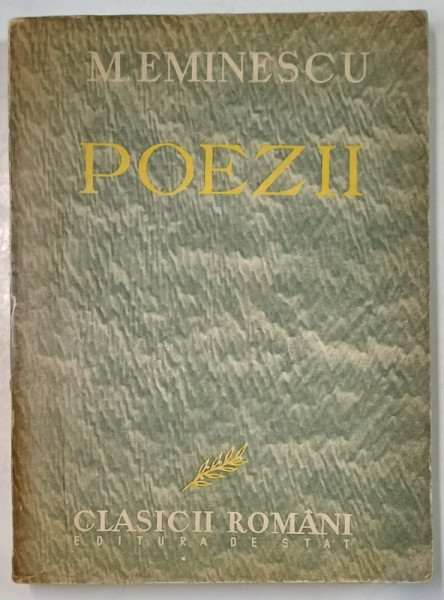 M. EMINESCU
POEZII
CLASICII ROMÂNI
EDITURA DE STAT